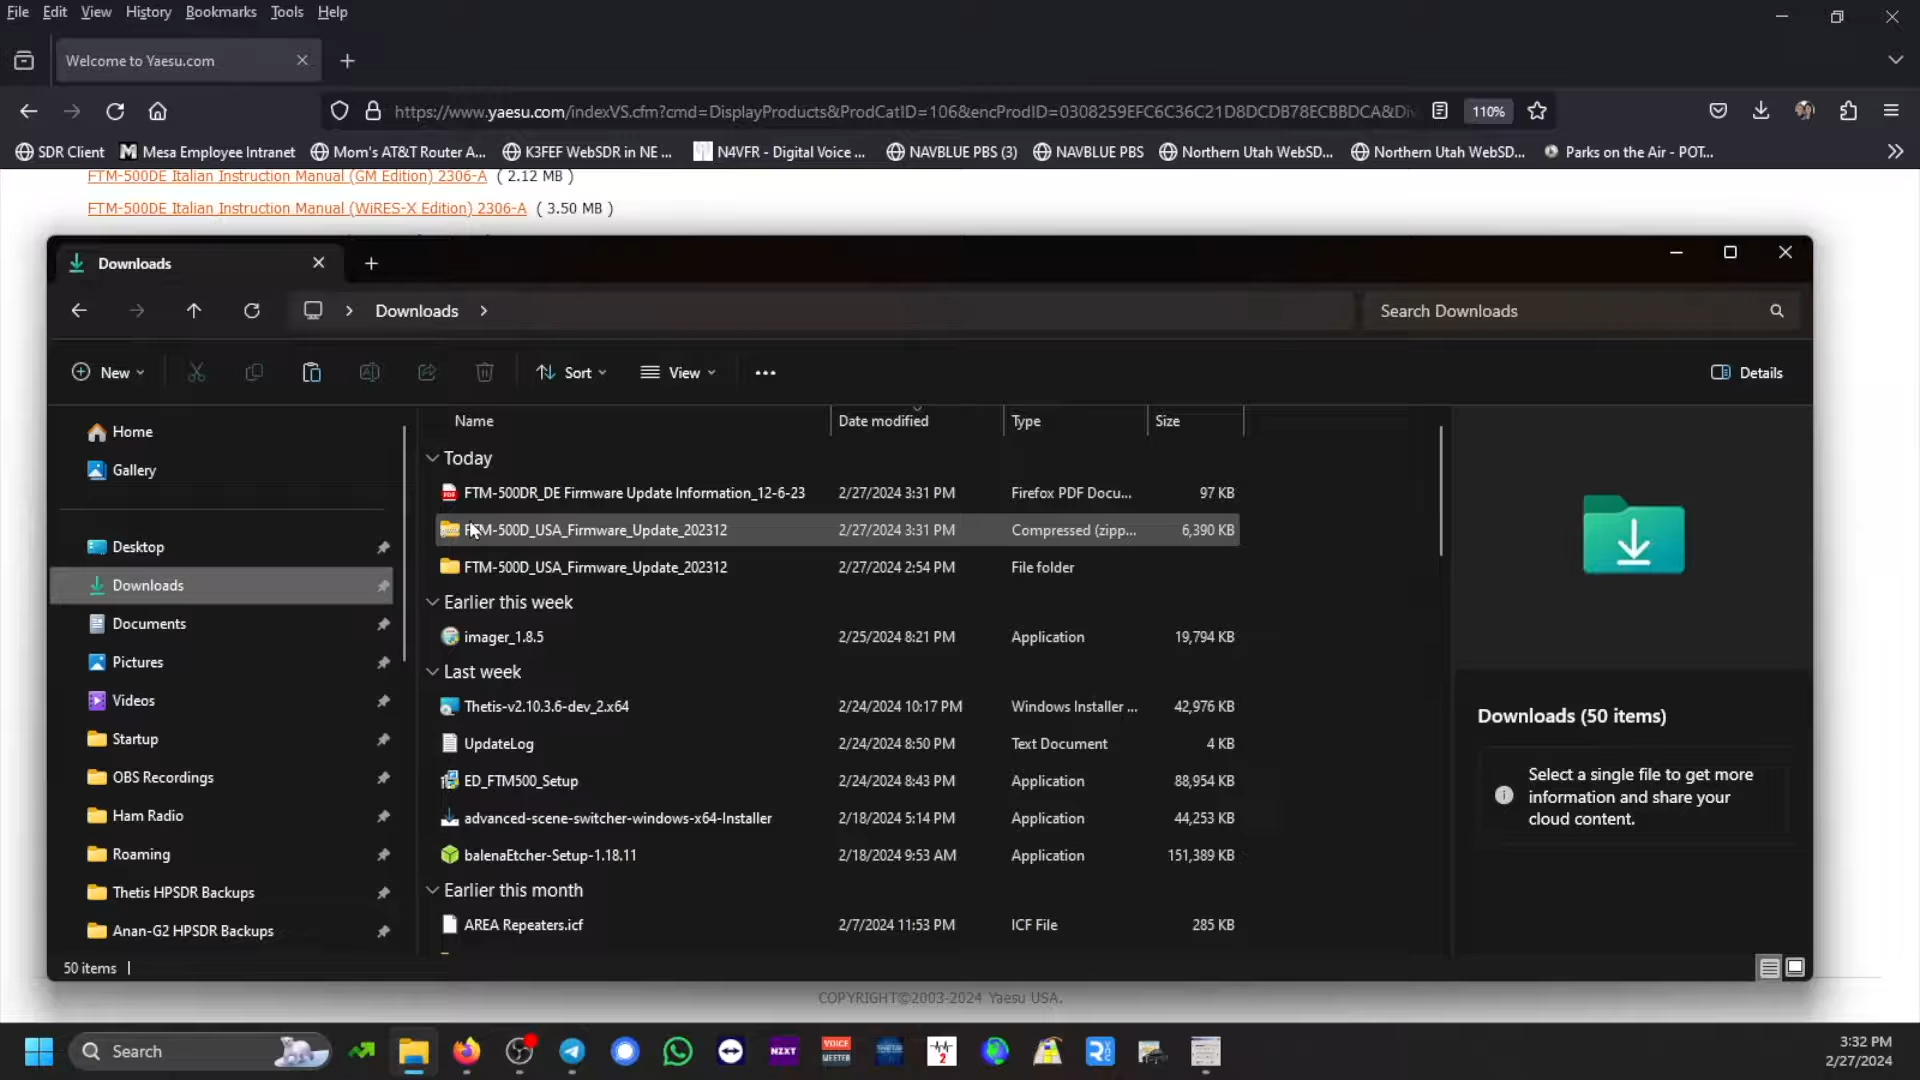 File Edit View History Bookmarks Tools Help
Welcome to Yaesu.com
https://www.yaesu.com/indexVS.cfm?cmd=DisplayProducts&ProdCatID=106&encProdID=0308259EFC6C36C21D8DCDB78ECBBDCA&Div 110%
SDR Client Mesa Employee Intranet Mom's AT&T Router A... K3FEF WebSDR in NE ... N4VFR - Digital Voice ... NAVBLUE PBS (3) NAVBLUE PBS Northern Utah WebSD... Northern Utah WebSD... Parks on the Air - POT...
FTM-500DE Italian Instruction Manual (GM Edition) 2306-A ( 2.12 MB )
FTM-500DE Italian Instruction Manual (WiRES-X Edition) 2306-A ( 3.50 MB )
Downloads
Downloads Search Downloads
New Sort View Details
Name Date modified Type Size
Home
Gallery
Desktop
Downloads
Documents
Pictures
Videos
Startup
OBS Recordings
Ham Radio
Roaming
Thetis HPSDR Backups
Anan-G2 HPSDR Backups
Today
FTM-500DR_DE Firmware Update Information_12-6-23 2/27/2024 3:31 PM Firefox PDF Docu... 97 KB
FTM-500D_USA_Firmware_Update_202312 2/27/2024 3:31 PM Compressed (zipp... 6,390 KB
FTM-500D_USA_Firmware_Update_202312 2/27/2024 2:54 PM File folder
Earlier this week
imager_1.8.5 2/25/2024 8:21 PM Application 19,794 KB
Last week
Thetis-v2.10.3.6-dev_2.x64 2/24/2024 10:17 PM Windows Installer ... 42,976 KB
UpdateLog 2/24/2024 8:50 PM Text Document 4 KB
ED_FTM500_Setup 2/24/2024 8:43 PM Application 88,954 KB
advanced-scene-switcher-windows-x64-Installer 2/18/2024 5:14 PM Application 44,253 KB
balenaEtcher-Setup-1.18.11 2/18/2024 9:53 AM Application 151,389 KB
Earlier this month
AREA Repeaters.icf 2/7/2024 11:53 PM ICF File 285 KB
Downloads (50 items)
Select a single file to get more
information and share your
cloud content.
50 items
COPYRIGHT©2003-2024 Yaesu USA.
Search
NZXT
VOICE
MEETER
2
3:32 PM
2/27/2024